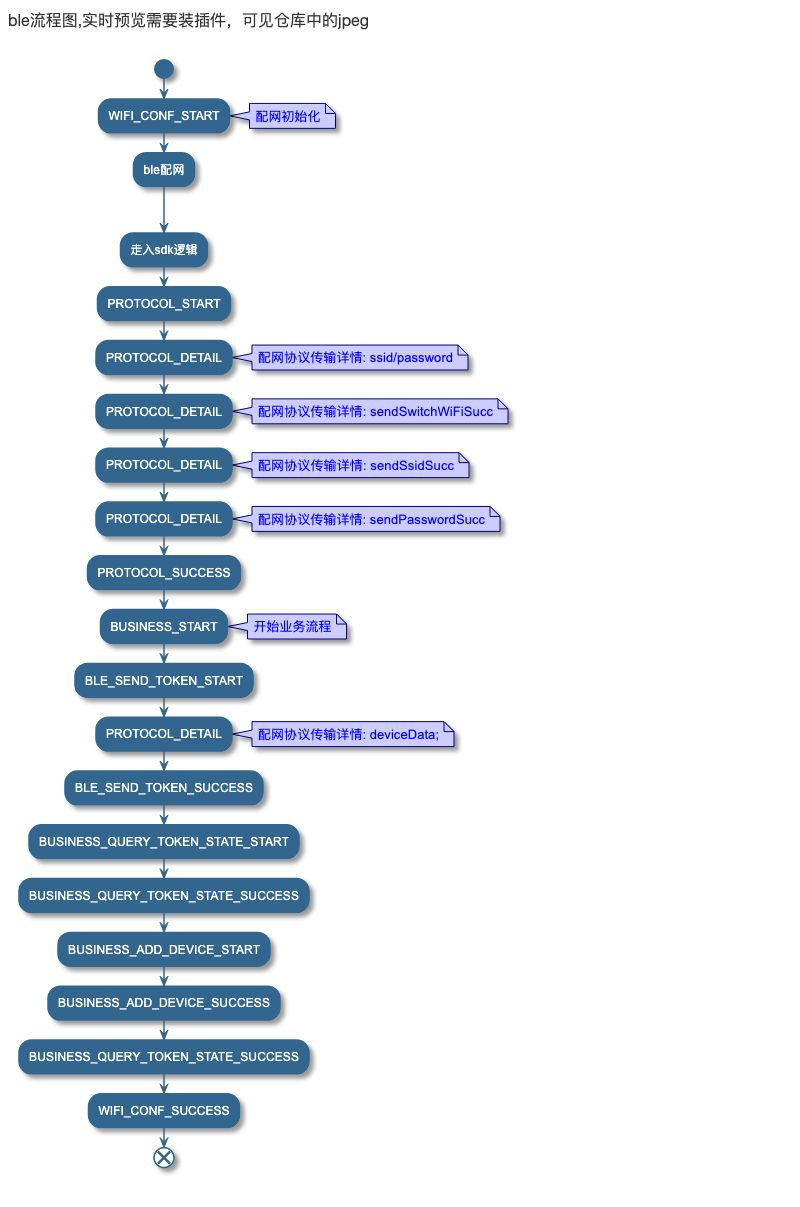 ble流程图,实时预览需要装插件，可见仓库中的jpeg
WIFI_CONF_START
配网初始化
ble配网
走入sdk逻辑
PROTOCOL_START
PROTOCOL_DETAIL
配网协议传输详情: ssid/password
PROTOCOL_DETAIL
配网协议传输详情: sendSwitchWiFiSucc
PROTOCOL_DETAIL
配网协议传输详情: sendSsidSucc
PROTOCOL_DETAIL
配网协议传输详情: sendPasswordSucc
PROTOCOL_SUCCESS
BUSINESS_START
开始业务流程
BLE_SEND_TOKEN_START
PROTOCOL_DETAIL
配网协议传输详情: deviceData;
BLE_SEND_TOKEN_SUCCESS
BUSINESS_QUERY_TOKEN_STATE_START
BUSINESS_QUERY_TOKEN_STATE_SUCCESS
BUSINESS_ADD_DEVICE_START
BUSINESS_ADD_DEVICE_SUCCESS
BUSINESS_QUERY_TOKEN_STATE_SUCCESS
WIFI_CONF_SUCCESS